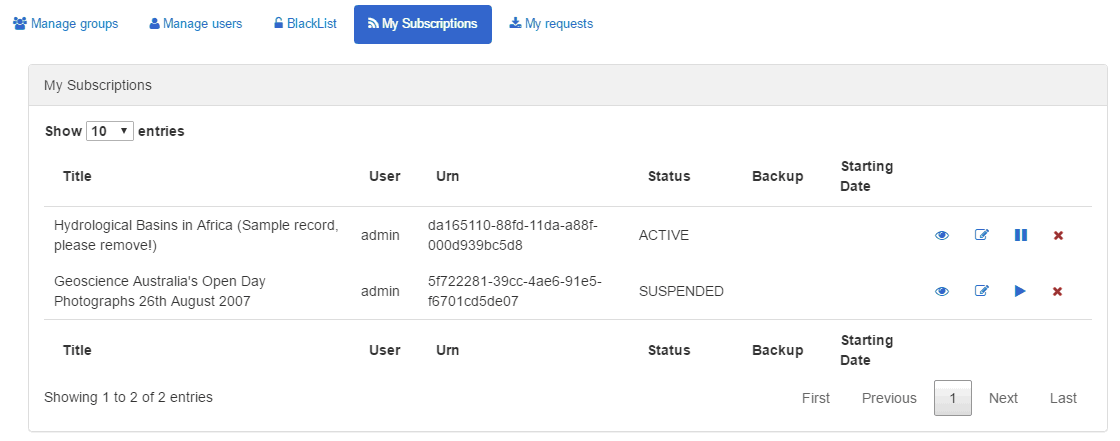 Manage groups Manage users BlackList My Subscriptions My requests
My Subscriptions
Show 10 entries
Title User Urn Status Backup Starting Date
Hydrological Basins in Africa (Sample record, please remove!) admin da165110-88fd-11da-a88f-000d939bc5d8 ACTIVE
Geoscience Australia's Open Day Photographs 26th August 2007 admin 5f722281-39cc-4ae6-91e5-f6701cd5de07 SUSPENDED
Title User Urn Status Backup Starting Date
Showing 1 to 2 of 2 entries First Previous 1 Next Last